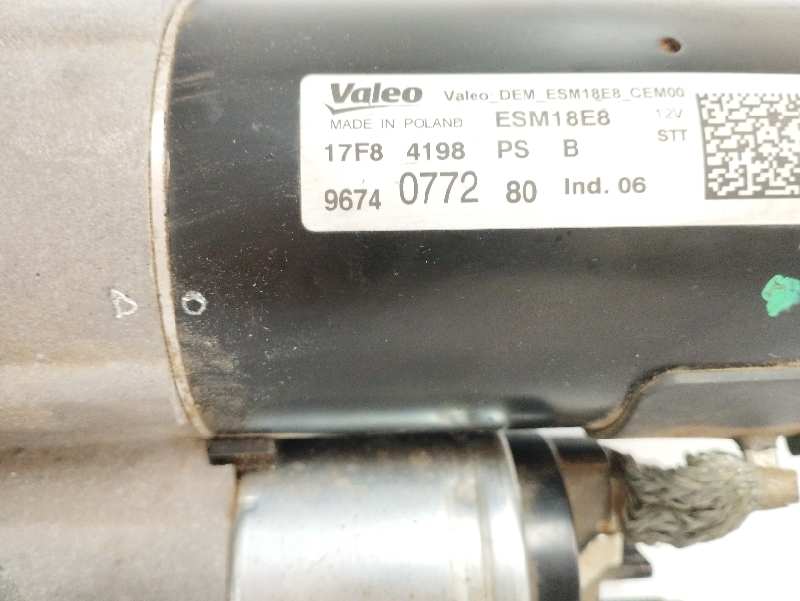 Valeo Valeo_DEM_ESM18E8_CEM00
MADE IN POLAND ESM18E8 12V
STT
17F8 4198 PS B
9674 0772 80 Ind. 06